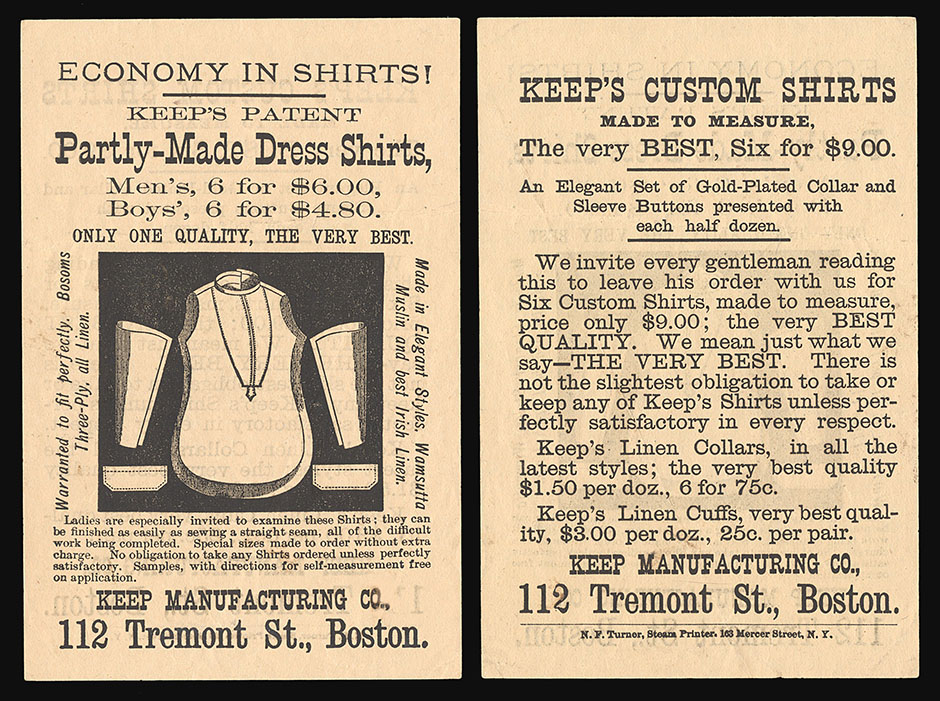 ECONOMY IN SHIRTS!
KEEP'S PATENT
Partly-Made Dress Shirts,
Men's, 6 for $6.00,
Boys', 6 for $4.80.
ONLY ONE QUALITY, THE VERY BEST.
Warranted to fit perfectly. Bosoms
Three-Ply, all Linen.
Made in Elegant Styles, Wamsutta
Muslin and best Irish Linen.
Ladies are especially invited to examine these Shirts; they can
be finished as easily as sewing a straight seam, all of the difficult
work being completed. Special sizes made to order without extra
charge. No obligation to take any Shirts ordered unless perfectly
satisfactory. Samples, with directions for self-measurement free
on application.
KEEP MANUFACTURING CO.,
112 Tremont St., Boston.
KEEP'S CUSTOM SHIRTS
MADE TO MEASURE,
The very BEST, Six for $9.00.
An Elegant Set of Gold-Plated Collar and
Sleeve Buttons presented with
each half dozen.
We invite every gentleman reading
this to leave his order with us for
Six Custom Shirts, made to measure,
price only $9.00; the very BEST
QUALITY. We mean just what we
say—THE VERY BEST. There is
not the slightest obligation to take or
keep any of Keep's Shirts unless per-
fectly satisfactory in every respect.
Keep's Linen Collars, in all the
latest styles; the very best quality
$1.50 per doz., 6 for 75c.
Keep's Linen Cuffs, very best qual-
ity, $3.00 per doz., 25c. per pair.
KEEP MANUFACTURING CO.,
112 Tremont St., Boston.
N. F. Turner, Steam Printer. 163 Mercer Street, N. Y.